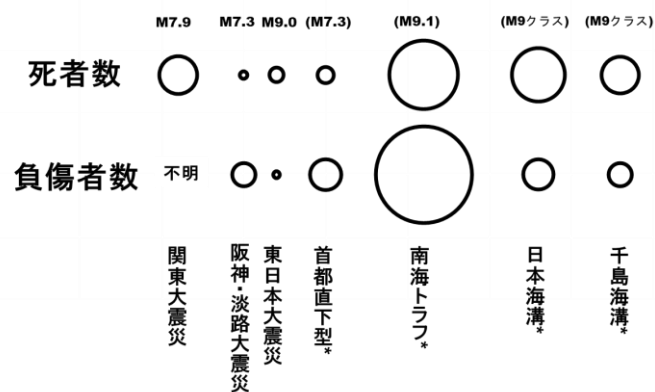 M7.9 M7.3 M9.0 (M7.3) (M9.1) (M9クラス) (M9クラス)
死者数
負傷者数 不明
関東大震災
阪神・淡路大震災
東日本大震災
首都直下型*
南海トラフ*
日本海溝*
千島海溝*